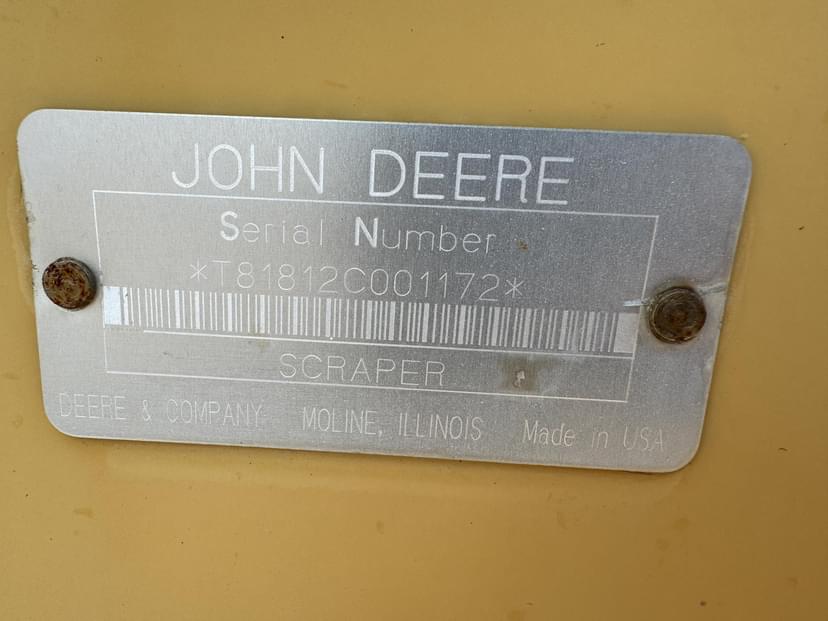 JOHN DEERE
Serial Number
*T81812C001172*
SCRAPER
DEERE & COMPANY MOLINE, ILLINOIS Made in USA